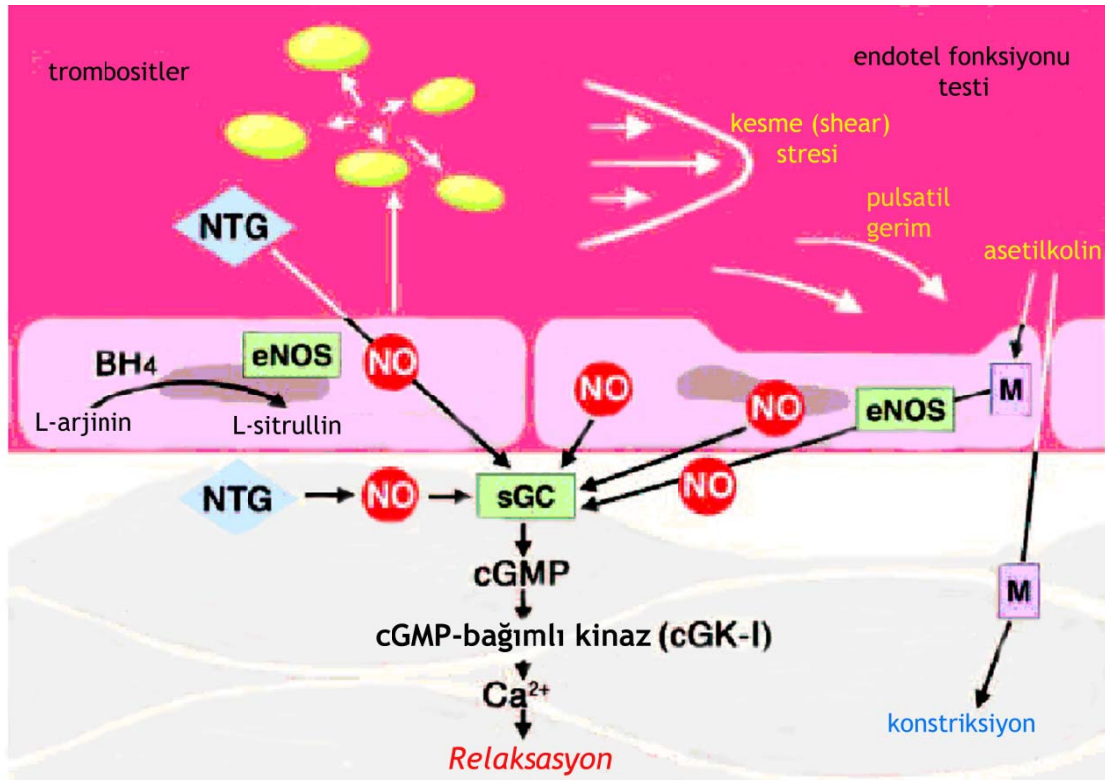 trombositler
endotel fonksiyonu
testi
kesme (shear)
stresi
pulsatil
gerim
asetilkolin
NTG
eNOS
NO
BH4
L-arjinin
L-sitrullin
NO
NO
eNOS
M
NTG
NO
sGC
NO
cGMP
M
cGMP-bağımlı kinaz (cGK-I)
Ca²⁺
konstriksiyon
Relaksasyon